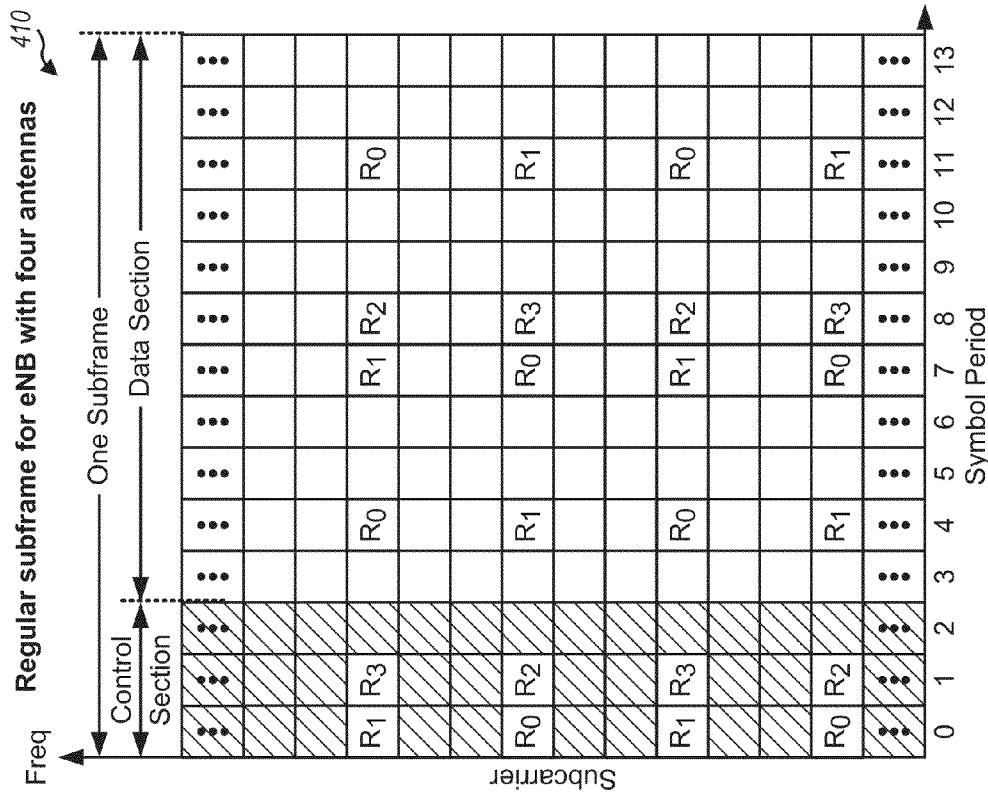 Regular subframe for eNB with four antennas
410
Freq
One Subframe
Control Section
Data Section
Subcarrier
••• ••• ••• ••• ••• ••• ••• ••• ••• ••• ••• ••• ••• •••
R1 R3 R0 R1 R2 R0
R0 R2 R1 R0 R3 R1
R1 R3 R0 R1 R2 R0
R0 R2 R1 R0 R3 R1
••• ••• ••• ••• ••• ••• ••• ••• ••• ••• ••• ••• ••• •••
0 1 2 3 4 5 6 7 8 9 10 11 12 13
Symbol Period